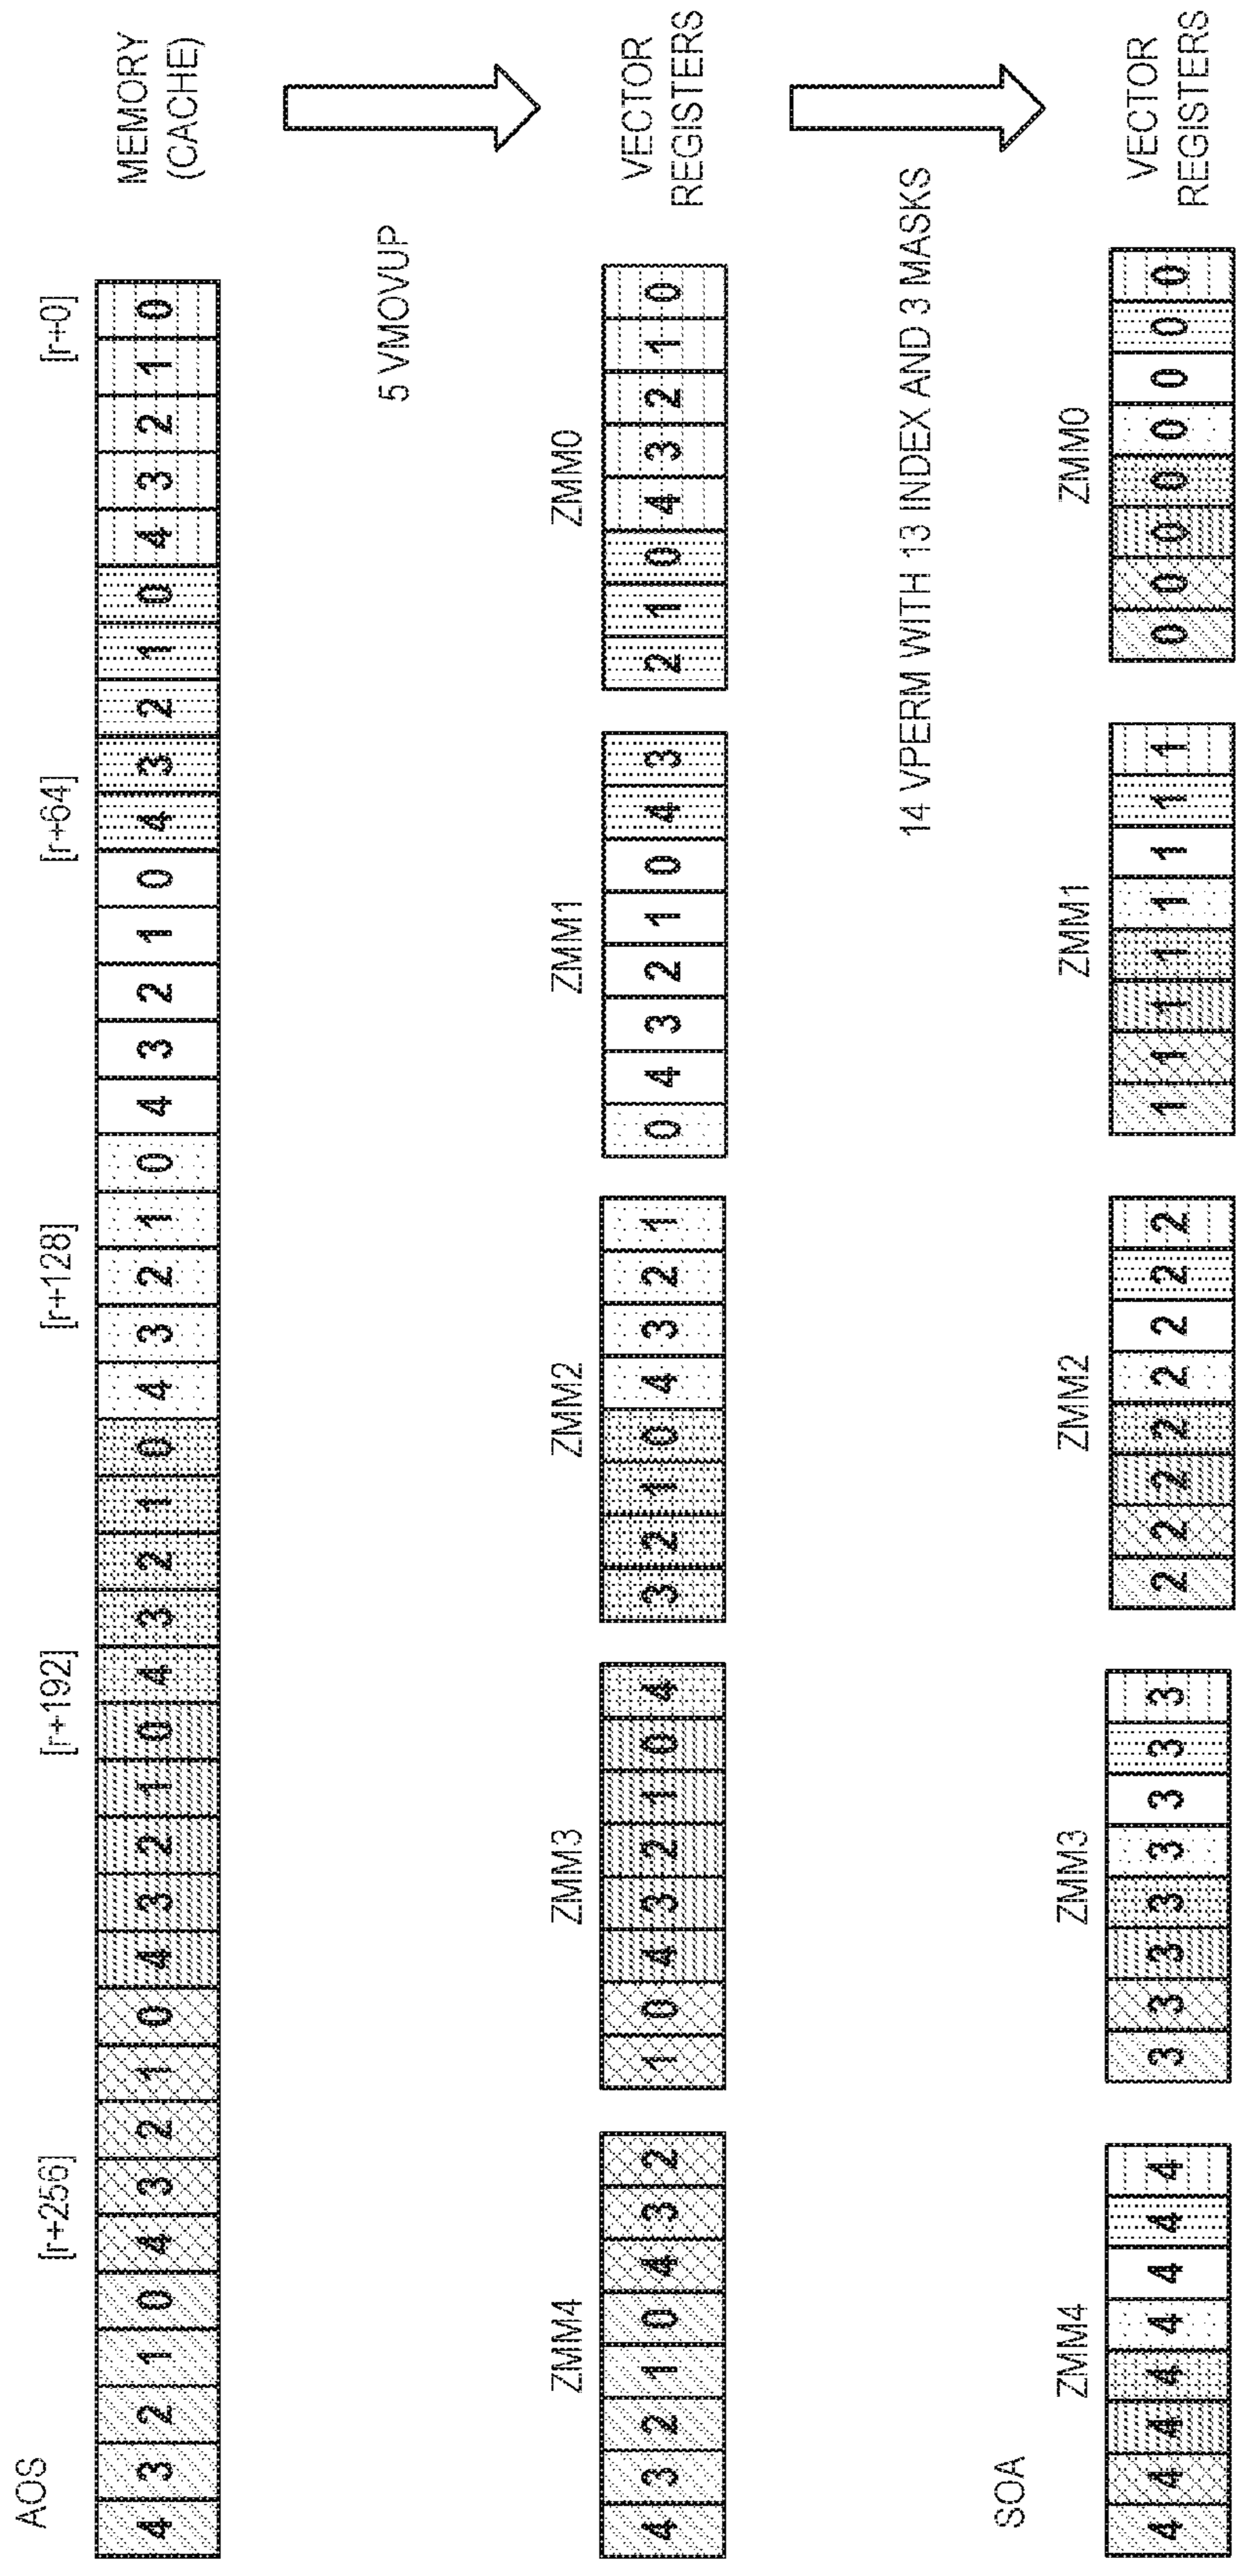 AOS [r+256] [r+192] [r+128] [r+64] [r+0]
4 3 2 1 0 4 3 2 1 0 4 3 2 1 0 4 3 2 1 0 4 3 2 1 0 4 3 2 1 0 4 3 2 1 0 4 3 2 1 0
MEMORY
(CACHE)
5 VMOVUP
ZMM4 ZMM3 ZMM2 ZMM1 ZMM0
4 3 2 1 0 4 3 2 1 0 4 3 2 1 0 4 3 2 1 0 4 3 2 1 0 4 3 2 1 0 4 3 2 1 0 4 3 2 1 0
VECTOR
REGISTERS
14 VPERM WITH 13 INDEX AND 3 MASKS
SOA
ZMM4 ZMM3 ZMM2 ZMM1 ZMM0
4 4 4 4 4 4 4 4 3 3 3 3 3 3 3 3 2 2 2 2 2 2 2 2 1 1 1 1 1 1 1 1 0 0 0 0 0 0 0 0
VECTOR
REGISTERS